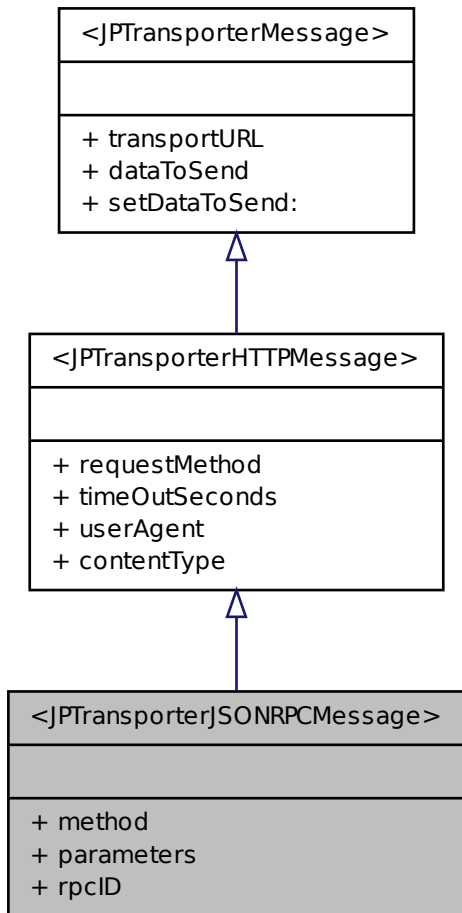 <JPTransporterMessage>
+ transportURL
+ dataToSend
+ setDataToSend:
<JPTransporterHTTPMessage>
+ requestMethod
+ timeOutSeconds
+ userAgent
+ contentType
<JPTransporterJSONRPCMessage>
+ method
+ parameters
+ rpcID